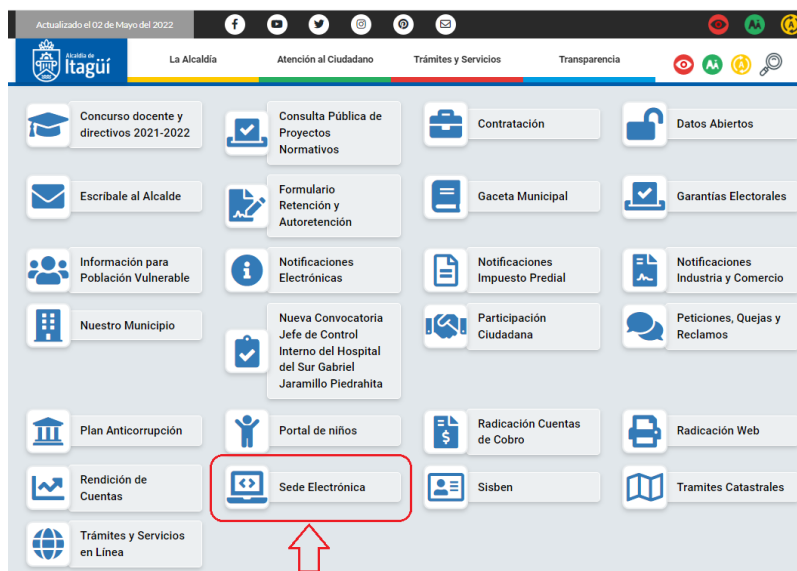 Actualizado el 02 de Mayo del 2022
Alcaldía de
Itagüí
La Alcaldía
Atención al Ciudadano
Trámites y Servicios
Transparencia
Concurso docente y
directivos 2021-2022
Consulta Pública de
Proyectos
Normativos
Contratación
Datos Abiertos
Escríbale al Alcalde
Formulario
Retención y
Autoretención
Gaceta Municipal
Garantías Electorales
Información para
Población Vulnerable
Notificaciones
Electrónicas
Notificaciones
Impuesto Predial
Notificaciones
Industria y Comercio
Nuestro Municipio
Nueva Convocatoria
Jefe de Control
Interno del Hospital
del Sur Gabriel
Jaramillo Piedrahita
Participación
Ciudadana
Peticiones, Quejas y
Reclamos
Plan Anticorrupción
Portal de niños
Radicación Cuentas
de Cobro
Radicación Web
Rendición de
Cuentas
Sede Electrónica
Sisben
Tramites Catastrales
Trámites y Servicios
en Línea